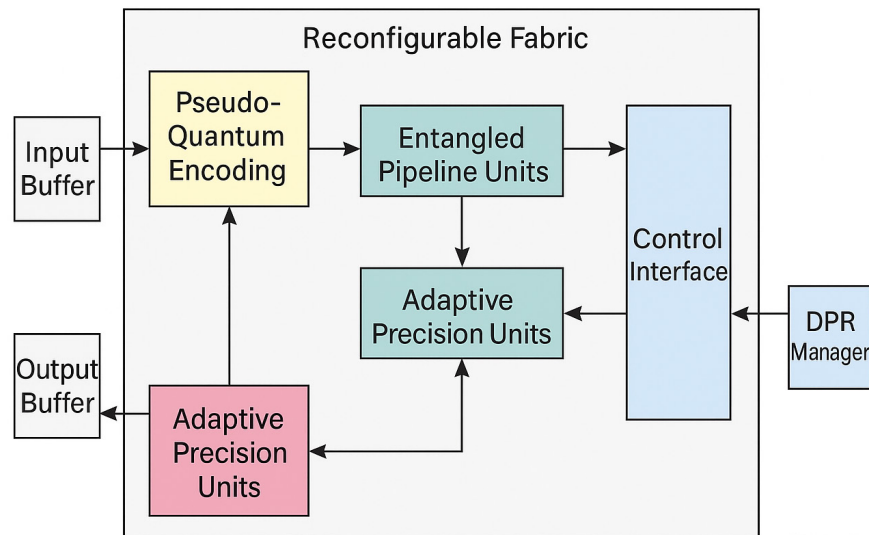 Reconfigurable Fabric
Input
Buffer
Pseudo-
Quantum
Encoding
Entangled
Pipeline Units
Control
Interface
Adaptive
Precision Units
DPR
Manager
Output
Buffer
Adaptive
Precision
Units